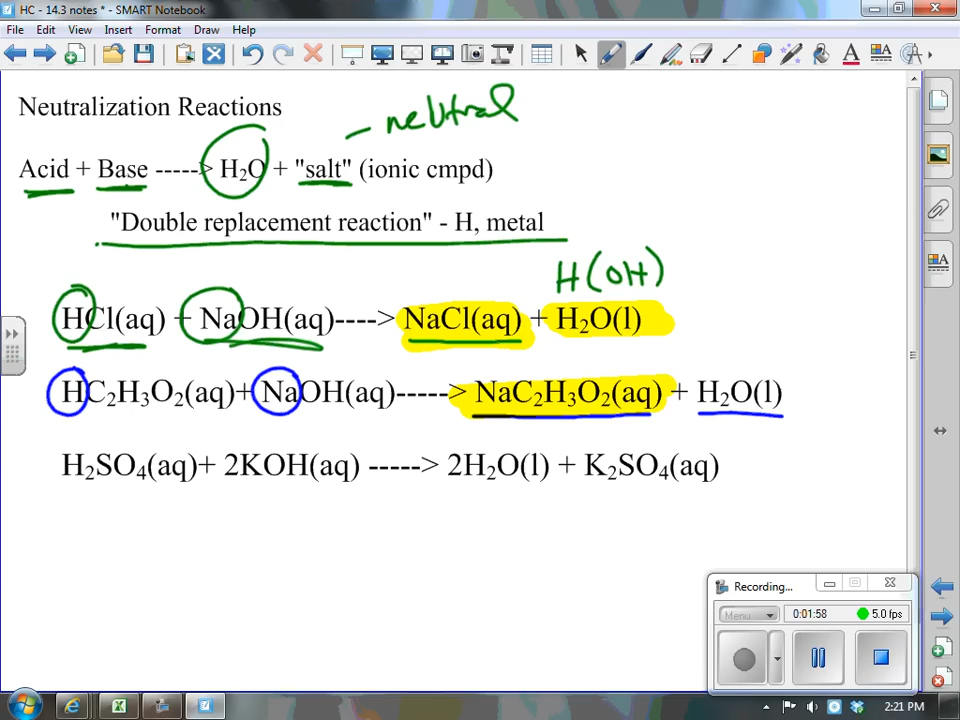 HC - 14.3 notes * - SMART Notebook
File Edit View Insert Format Draw Help
Neutralization Reactions
- neutral
Acid + Base -----> H₂O + "salt" (ionic cmpd)
"Double replacement reaction" - H, metal
H(OH)
HCl(aq) + NaOH(aq)----> NaCl(aq) + H₂O(l)
HC₂H₃O₂(aq)+ NaOH(aq)-----> NaC₂H₃O₂(aq) + H₂O(l)
H₂SO₄(aq)+ 2KOH(aq) -----> 2H₂O(l) + K₂SO₄(aq)
Recording...
Menu 0:01:58 5.0 fps
2:21 PM